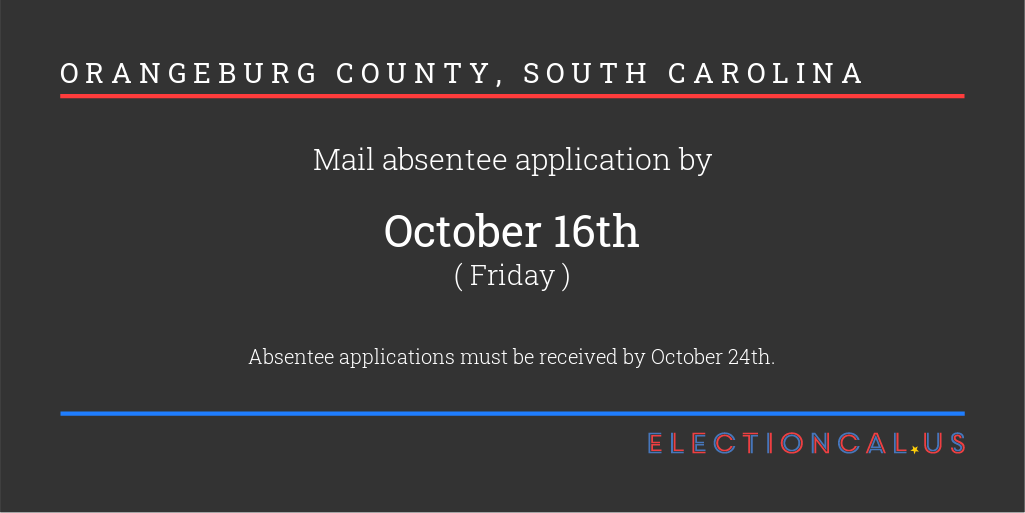 ORANGEBURG COUNTY, SOUTH CAROLINA
Mail absentee application by
October 16th
( Friday )
Absentee applications must be received by October 24th.
ELECTIONCAL.US